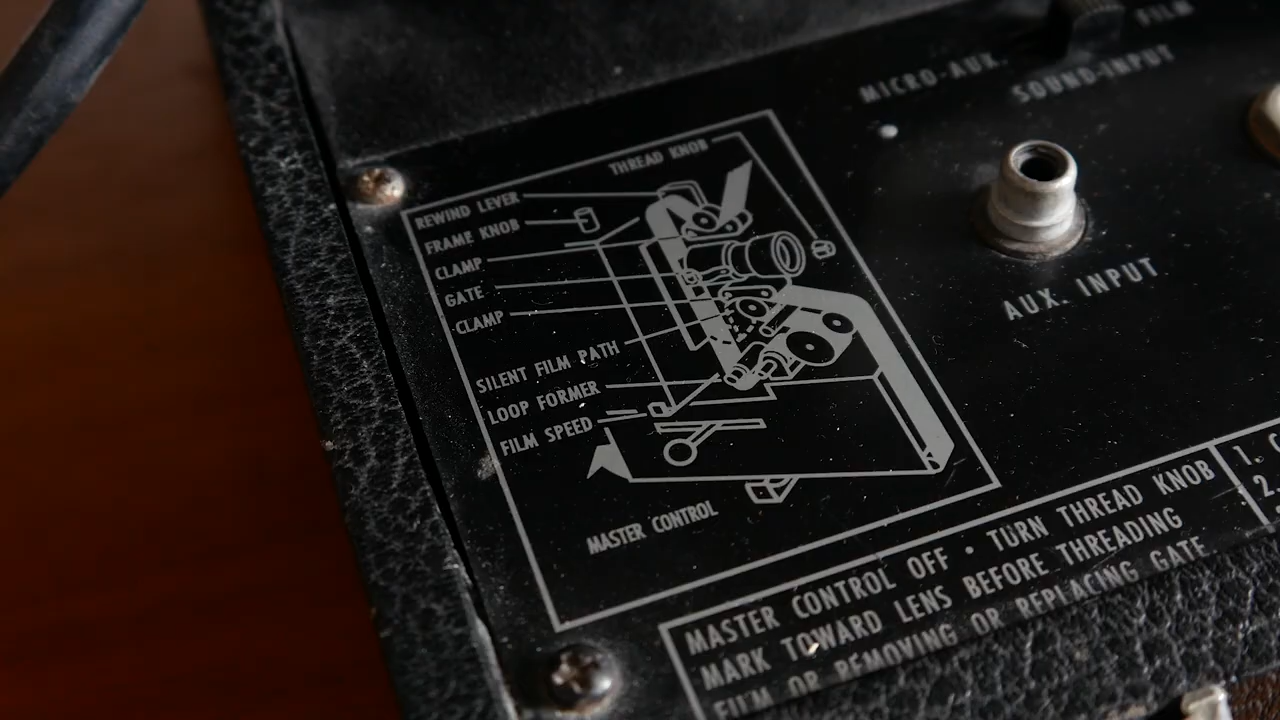 FILM
MICRO-AUX.
SOUND-INPUT
THREAD KNOB
REWIND LEVER
FRAME KNOB
CLAMP
GATE
CLAMP
SILENT FILM PATH
LOOP FORMER
FILM SPEED
MASTER CONTROL
AUX. INPUT
MASTER CONTROL OFF • TURN THREAD KNOB
MARK TOWARD LENS BEFORE THREADING
FILM OR REMOVING OR REPLACING GATE
1.
2.